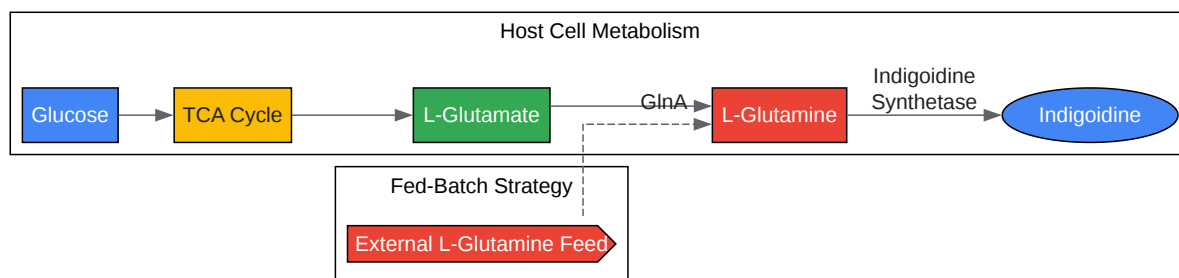 Host Cell Metabolism
Glucose
TCA Cycle
L-Glutamate
GlnA
L-Glutamine
Indigoidine
Synthetase
Indigoidine
Fed-Batch Strategy
External L-Glutamine Feed